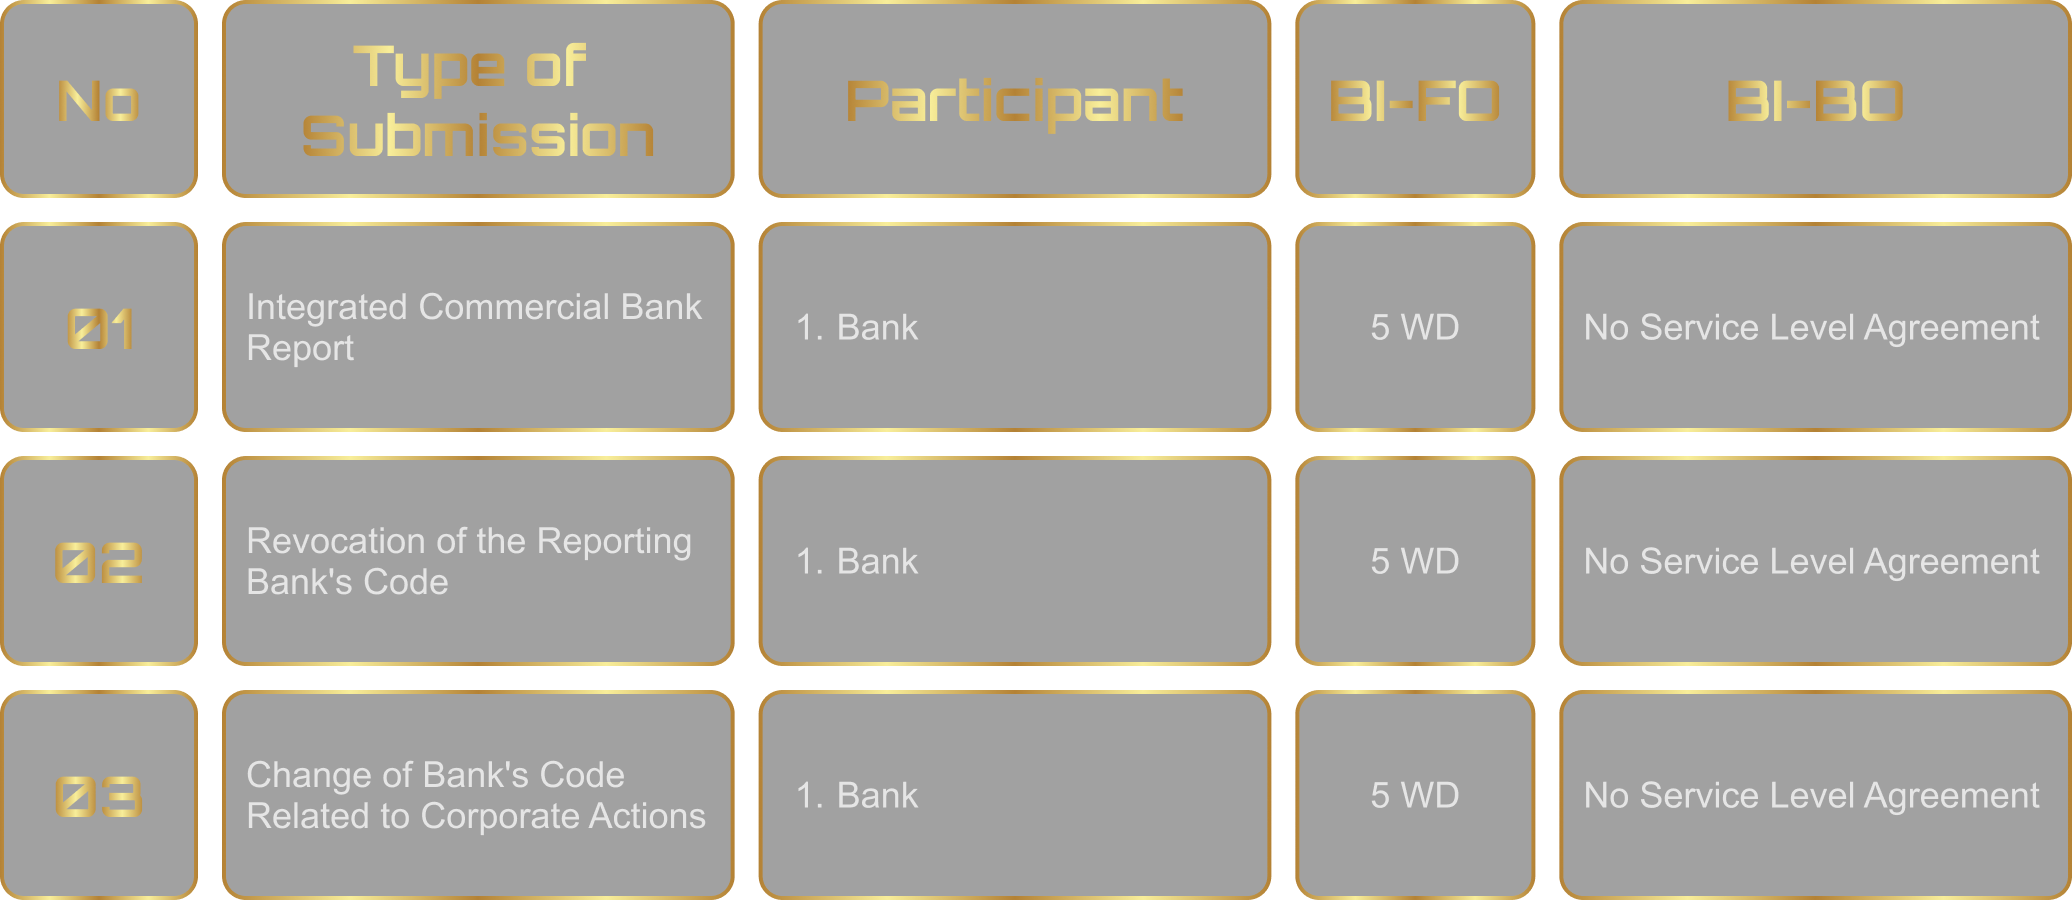 No
Type of
Submission
Participant
BI-FO
BI-BO
01
Integrated Commercial Bank
Report
1. Bank
5 WD
No Service Level Agreement
02
Revocation of the Reporting
Bank's Code
1. Bank
5 WD
No Service Level Agreement
03
Change of Bank's Code
Related to Corporate Actions
1. Bank
5 WD
No Service Level Agreement